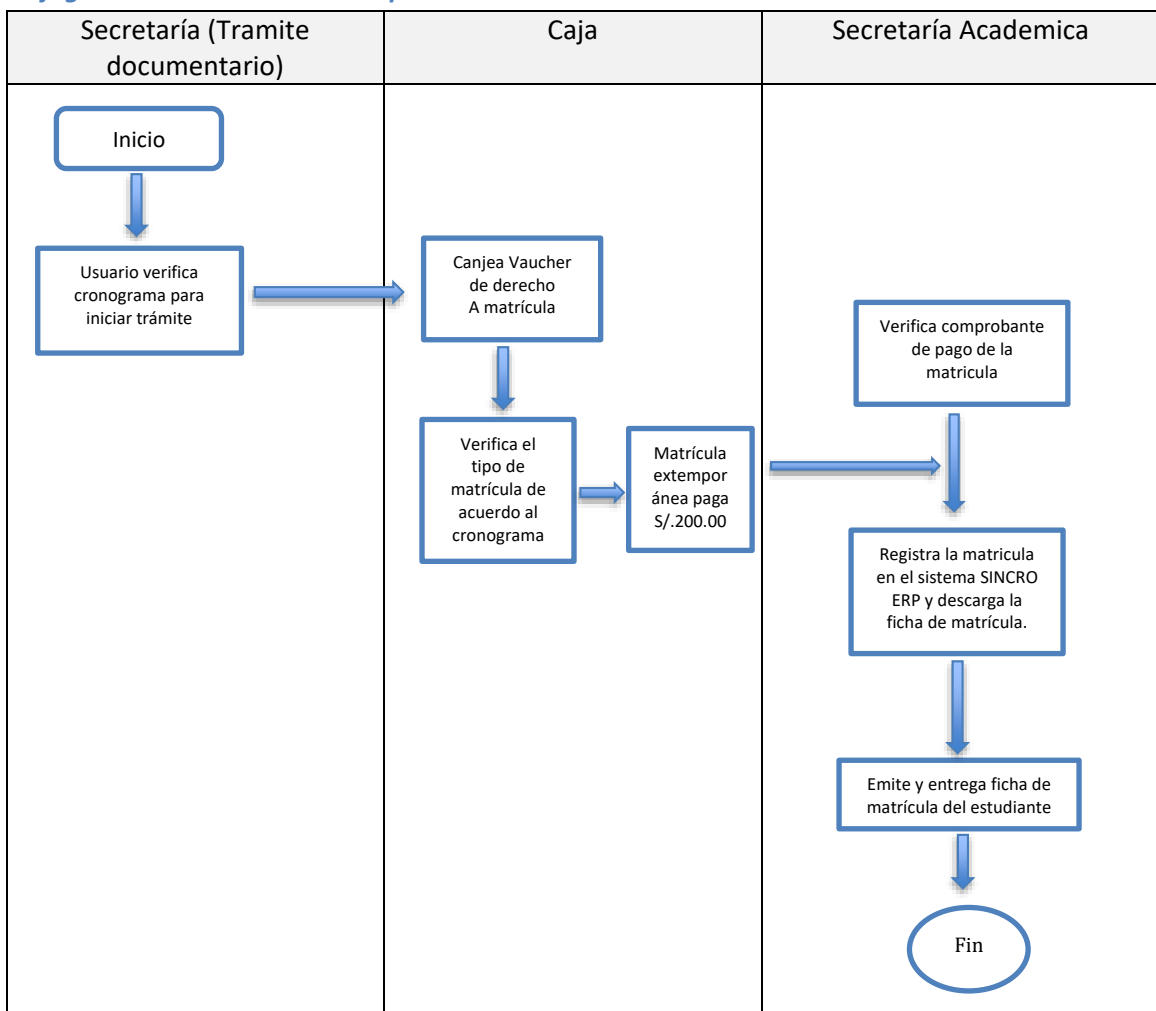 Secretaría (Tramite
documentario)
Caja
Secretaría Academica
Inicio
Usuario verifica
cronograma para
iniciar trámite
Canjea Vaucher
de derecho
A matrícula
Verifica el
tipo de
matrícula de
acuerdo al
cronograma
Matrícula
extempor
ánea paga
S/.200.00
Verifica comprobante
de pago de la
matricula
Registra la matricula
en el sistema SINCRO
ERP y descarga la
ficha de matrícula.
Emite y entrega ficha de
matrícula del estudiante
Fin